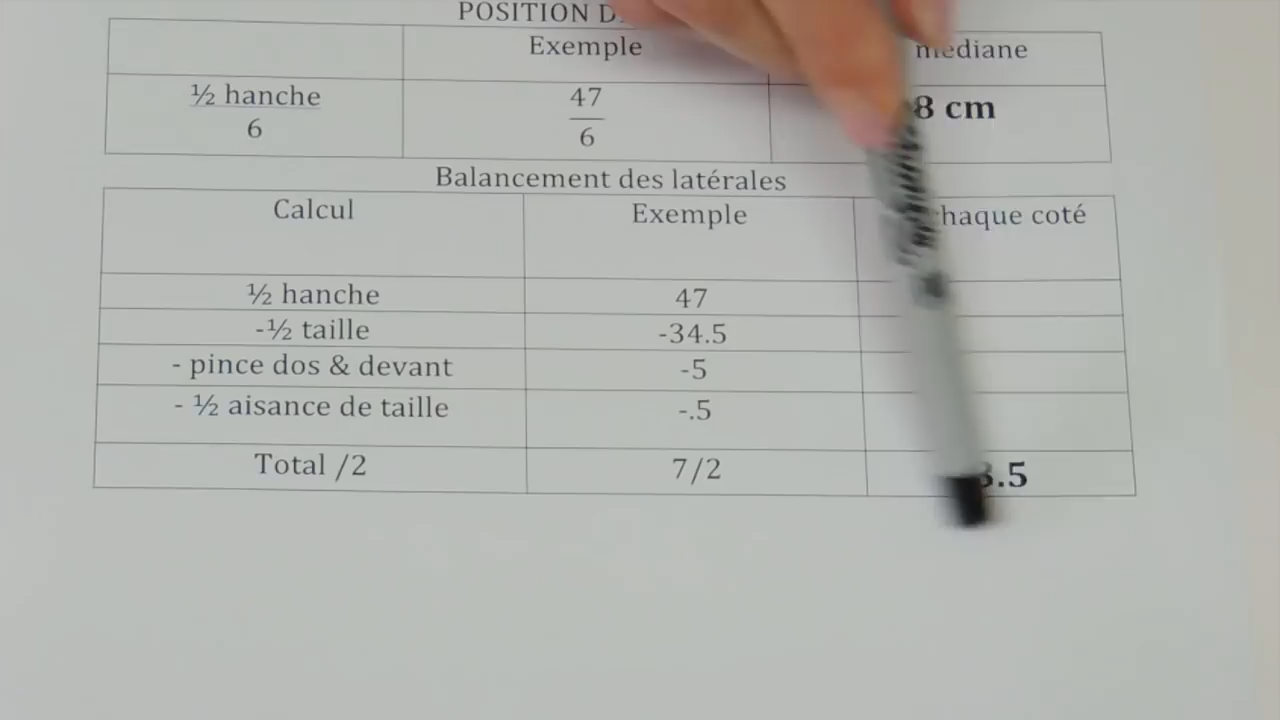 POSITION
Exemple médiane
½ hanche 47 8 cm
6 6
Balancement des latérales
Calcul Exemple chaque coté
½ hanche 47
-½ taille -34.5
- pince dos & devant -5
- ½ aisance de taille -.5
Total /2 7/2 3.5